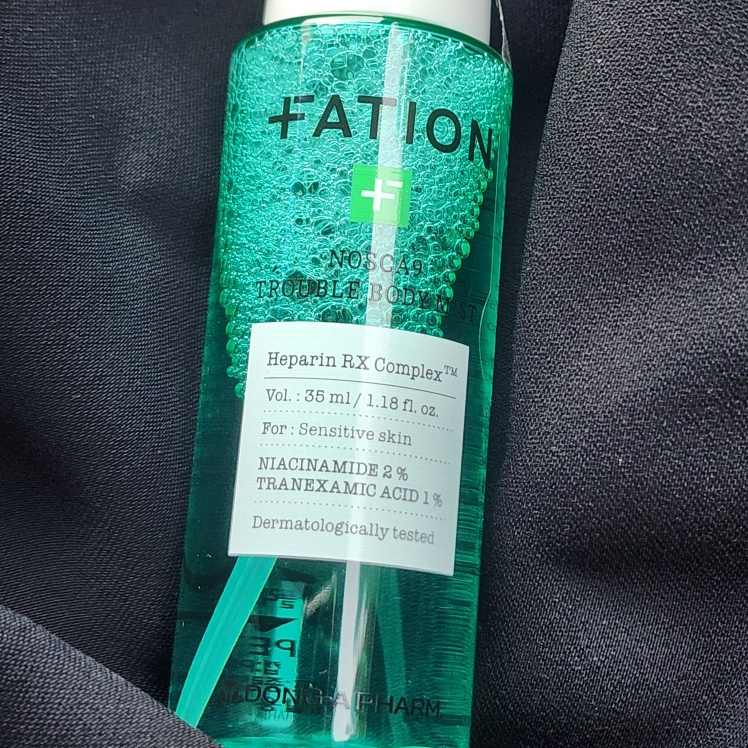 FATION
NOSCA9
TROUBLE BODY MIST
Heparin RX Complex™
Vol. : 35 ml / 1.18 fl. oz.
For : Sensitive skin
NIACINAMIDE 2 %
TRANEXAMIC ACID 1 %
Dermatologically tested
PE
DONG-A PHARM